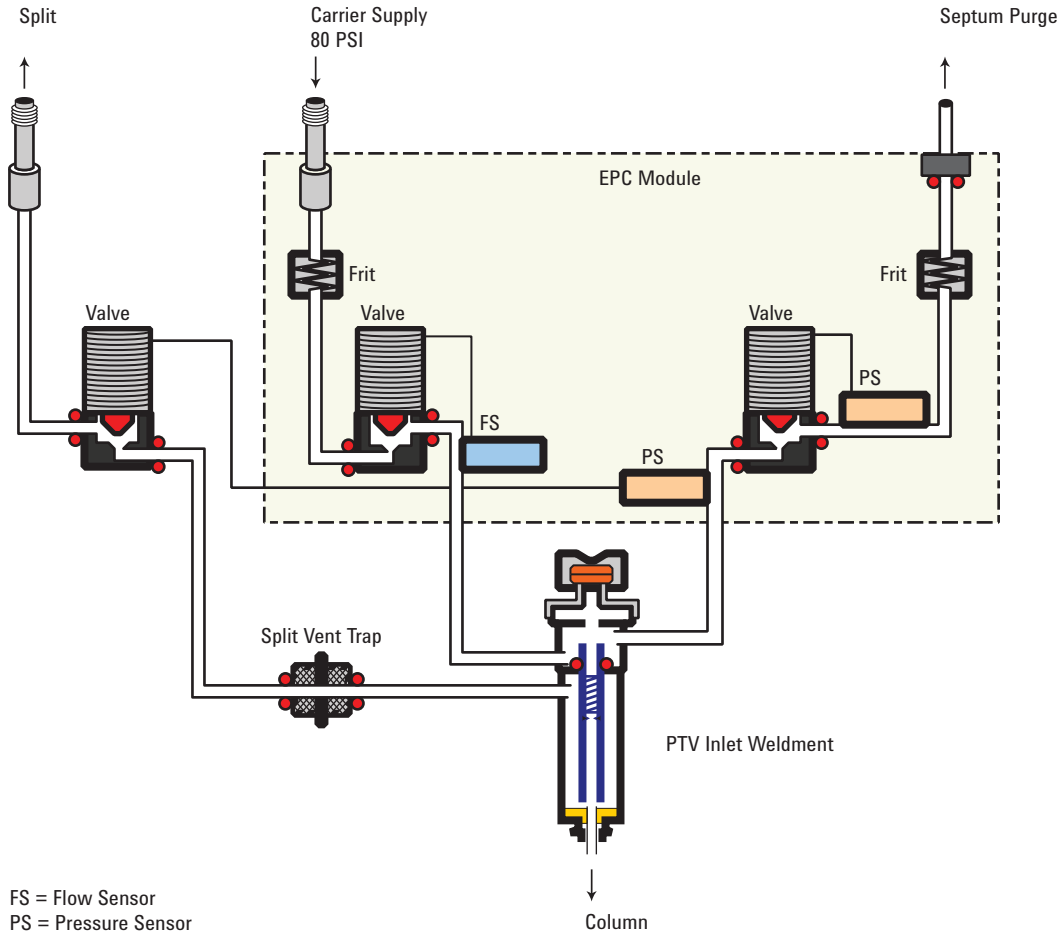 Split
Carrier Supply
80 PSI
Septum Purge
EPC Module
Frit
Frit
Valve
Valve
Valve
PS
FS
PS
Split Vent Trap
PTV Inlet Weldment
FS = Flow Sensor
PS = Pressure Sensor
Column